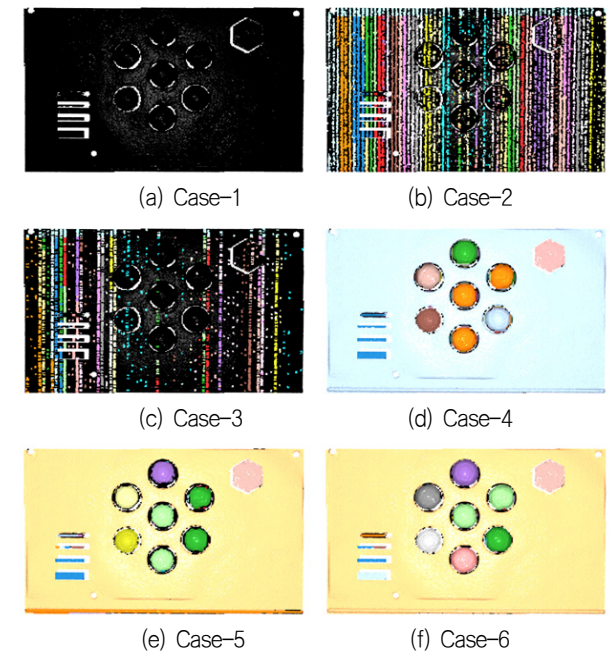 (a) Case-1
(b) Case-2
(c) Case-3
(d) Case-4
(e) Case-5
(f) Case-6